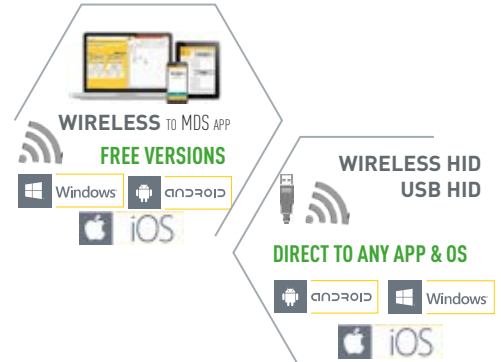 WIRELESS TO MDS APP
FREE VERSIONS
Windows
android
iOS
WIRELESS HID
USB HID
DIRECT TO ANY APP & OS
android
Windows
iOS